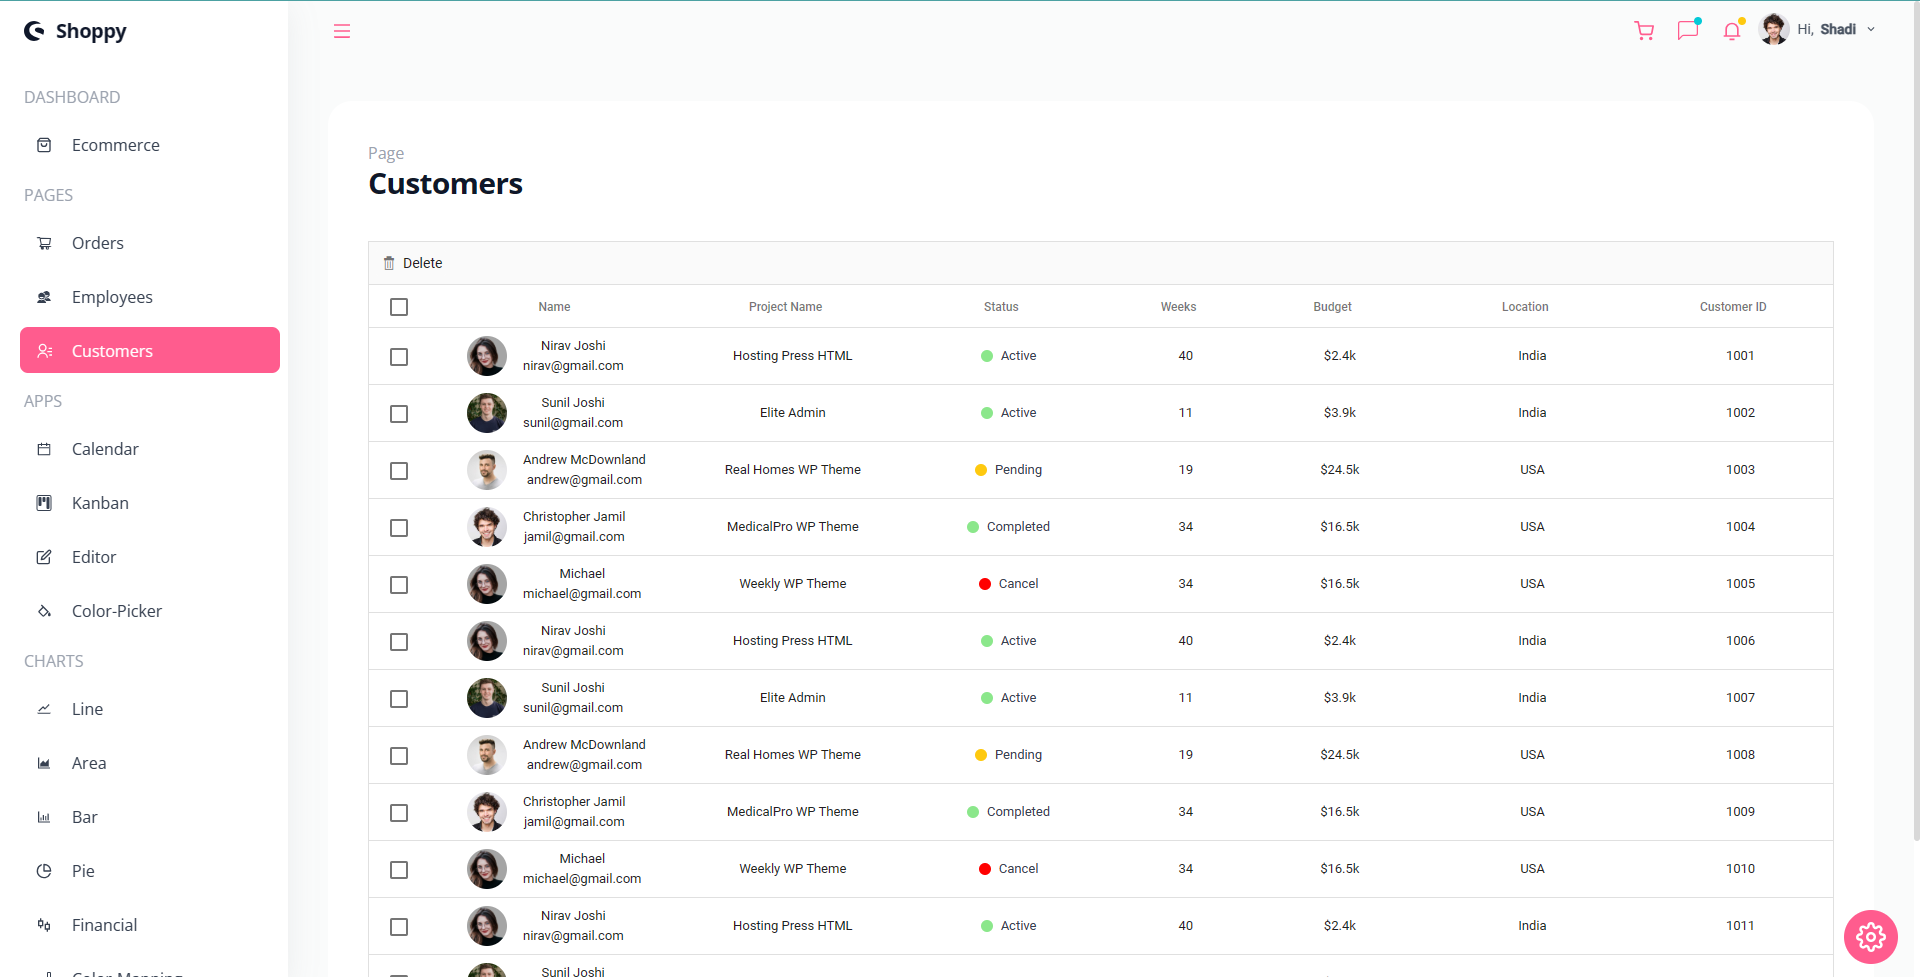 Shoppy
Hi, Shadi
DASHBOARD
Ecommerce
PAGES
Orders
Employees
Customers
APPS
Calendar
Kanban
Editor
Color-Picker
CHARTS
Line
Area
Bar
Pie
Financial
Color Mapping
Page
Customers
Delete
Name Project Name Status Weeks Budget Location Customer ID
Nirav Joshi
nirav@gmail.com Hosting Press HTML Active 40 $2.4k India 1001
Sunil Joshi
sunil@gmail.com Elite Admin Active 11 $3.9k India 1002
Andrew McDownland
andrew@gmail.com Real Homes WP Theme Pending 19 $24.5k USA 1003
Christopher Jamil
jamil@gmail.com MedicalPro WP Theme Completed 34 $16.5k USA 1004
Michael
michael@gmail.com Weekly WP Theme Cancel 34 $16.5k USA 1005
Nirav Joshi
nirav@gmail.com Hosting Press HTML Active 40 $2.4k India 1006
Sunil Joshi
sunil@gmail.com Elite Admin Active 11 $3.9k India 1007
Andrew McDownland
andrew@gmail.com Real Homes WP Theme Pending 19 $24.5k USA 1008
Christopher Jamil
jamil@gmail.com MedicalPro WP Theme Completed 34 $16.5k USA 1009
Michael
michael@gmail.com Weekly WP Theme Cancel 34 $16.5k USA 1010
Nirav Joshi
nirav@gmail.com Hosting Press HTML Active 40 $2.4k India 1011
Sunil Joshi